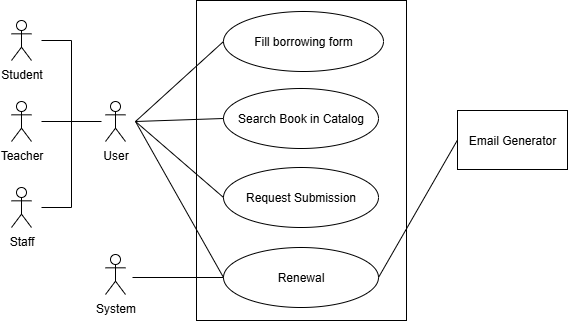 Fill borrowing form
Student
Search Book in Catalog
Email Generator
Teacher
User
Request Submission
Staff
Renewal
System